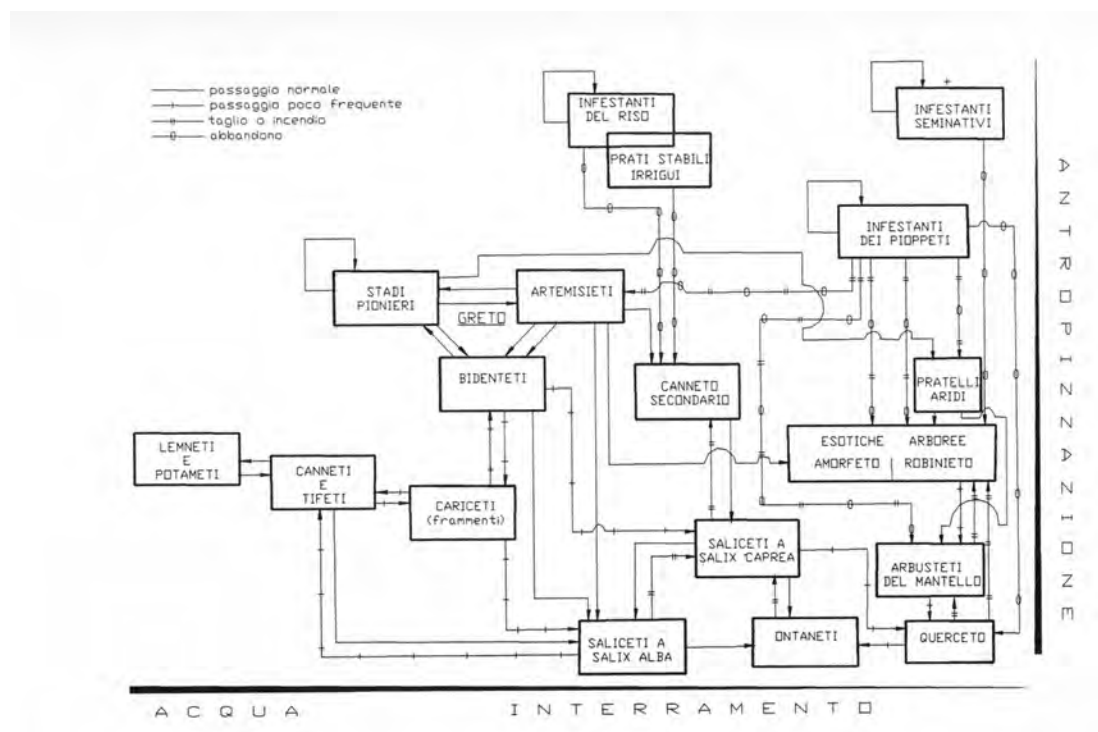 passaggio normale
passaggio poco frequente
taglio o incendio
abbandono
INFESTANTI
DEL RISO
PRATI STABILI
IRRIGUI
INFESTANTI
SEMINATIVI
INFESTANTI
DEI PIOPPETI
STADI
PIONIERI
ARTEMISIETI
GRETO
BIDENTETI
CANNETO
SECONDARIO
PRATELLI
ARIDI
ESOTICHE ARBOREE
AMORFETO | ROBINIETO
LEMNETI
E
POTAMETI
CANNETI
E
TIFETI
CARICETI
(frammenti)
SALICETI A
SALIX CAPREA
ARBUSTETI
DEL MANTELLO
SALICETI A
SALIX ALBA
ONTANETI
QUERCETO
ANTROPIZZAZIONE
ACQUA INTERRAMENTO